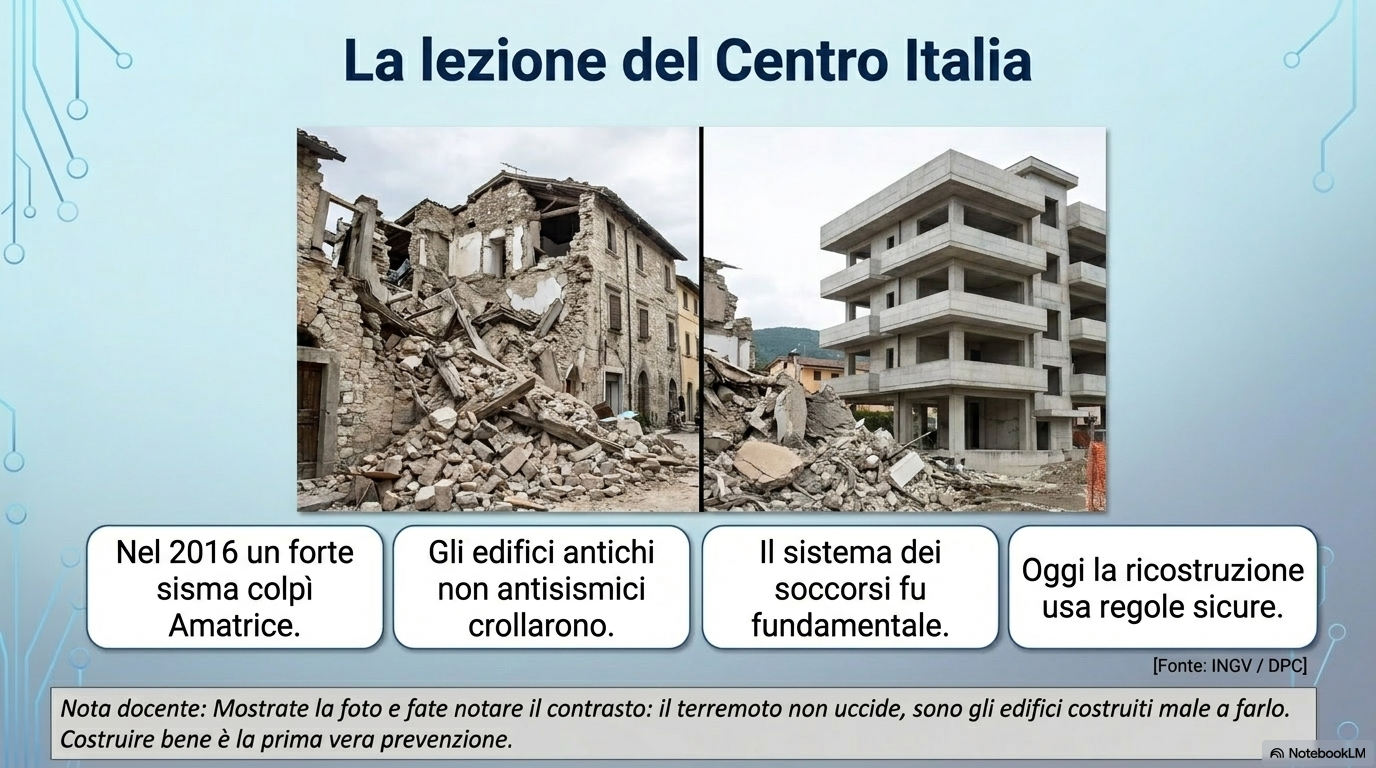 La lezione del Centro Italia
Nel 2016 un forte
sisma colpì
Amatrice.
Gli edifici antichi
non antisismici
crollarono.
Il sistema dei
soccorsi fu
fundamentale.
Oggi la ricostruzione
usa regole sicure.
[Fonte: INGV / DPC]
Nota docente: Mostrate la foto e fate notare il contrasto: il terremoto non uccide, sono gli edifici costruiti male a farlo.
Costruire bene è la prima vera prevenzione.
NotebookLM